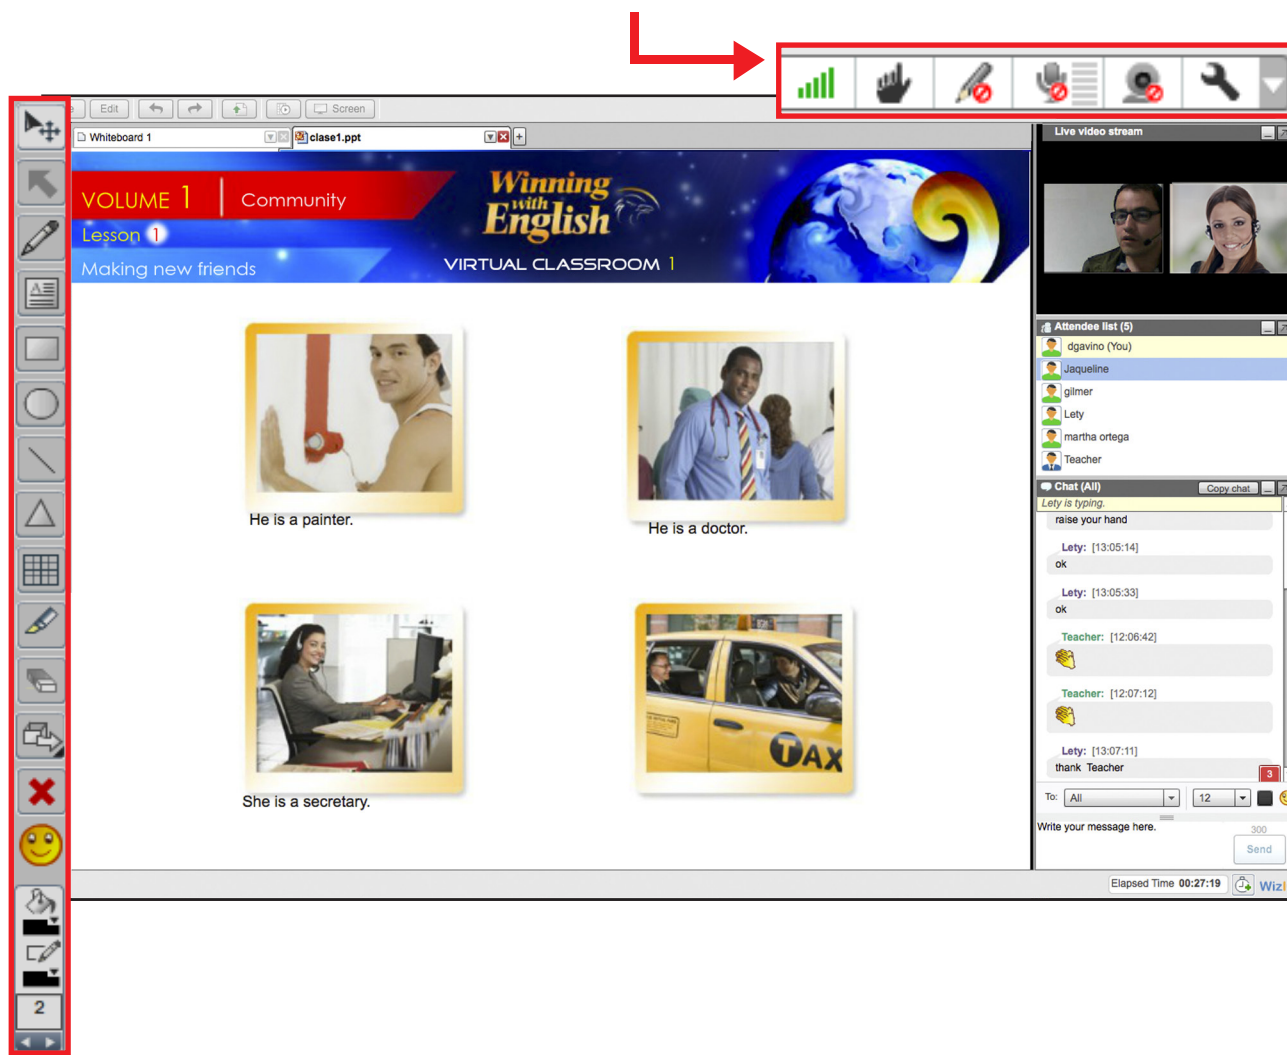 Edit
Screen
Whiteboard 1
clase1.ppt
+
VOLUME 1
Community
Lesson 1
Making new friends
Winning
with
English
VIRTUAL CLASSROOM 1
He is a painter.
He is a doctor.
She is a secretary.
TAX
2
Live video stream
Attendee list (5)
dgavino (You)
Jaqueline
gilmer
Lety
martha ortega
Teacher
Chat (All)
Copy chat
Lety is typing.
raise your hand
Lety: [13:05:14]
ok
Lety: [13:05:33]
ok
Teacher: [12:06:42]
Teacher: [12:07:12]
Lety: [13:07:11]
thank Teacher
3
To: All
12
Write your message here.
300
Send
Elapsed Time 00:27:19
WizI